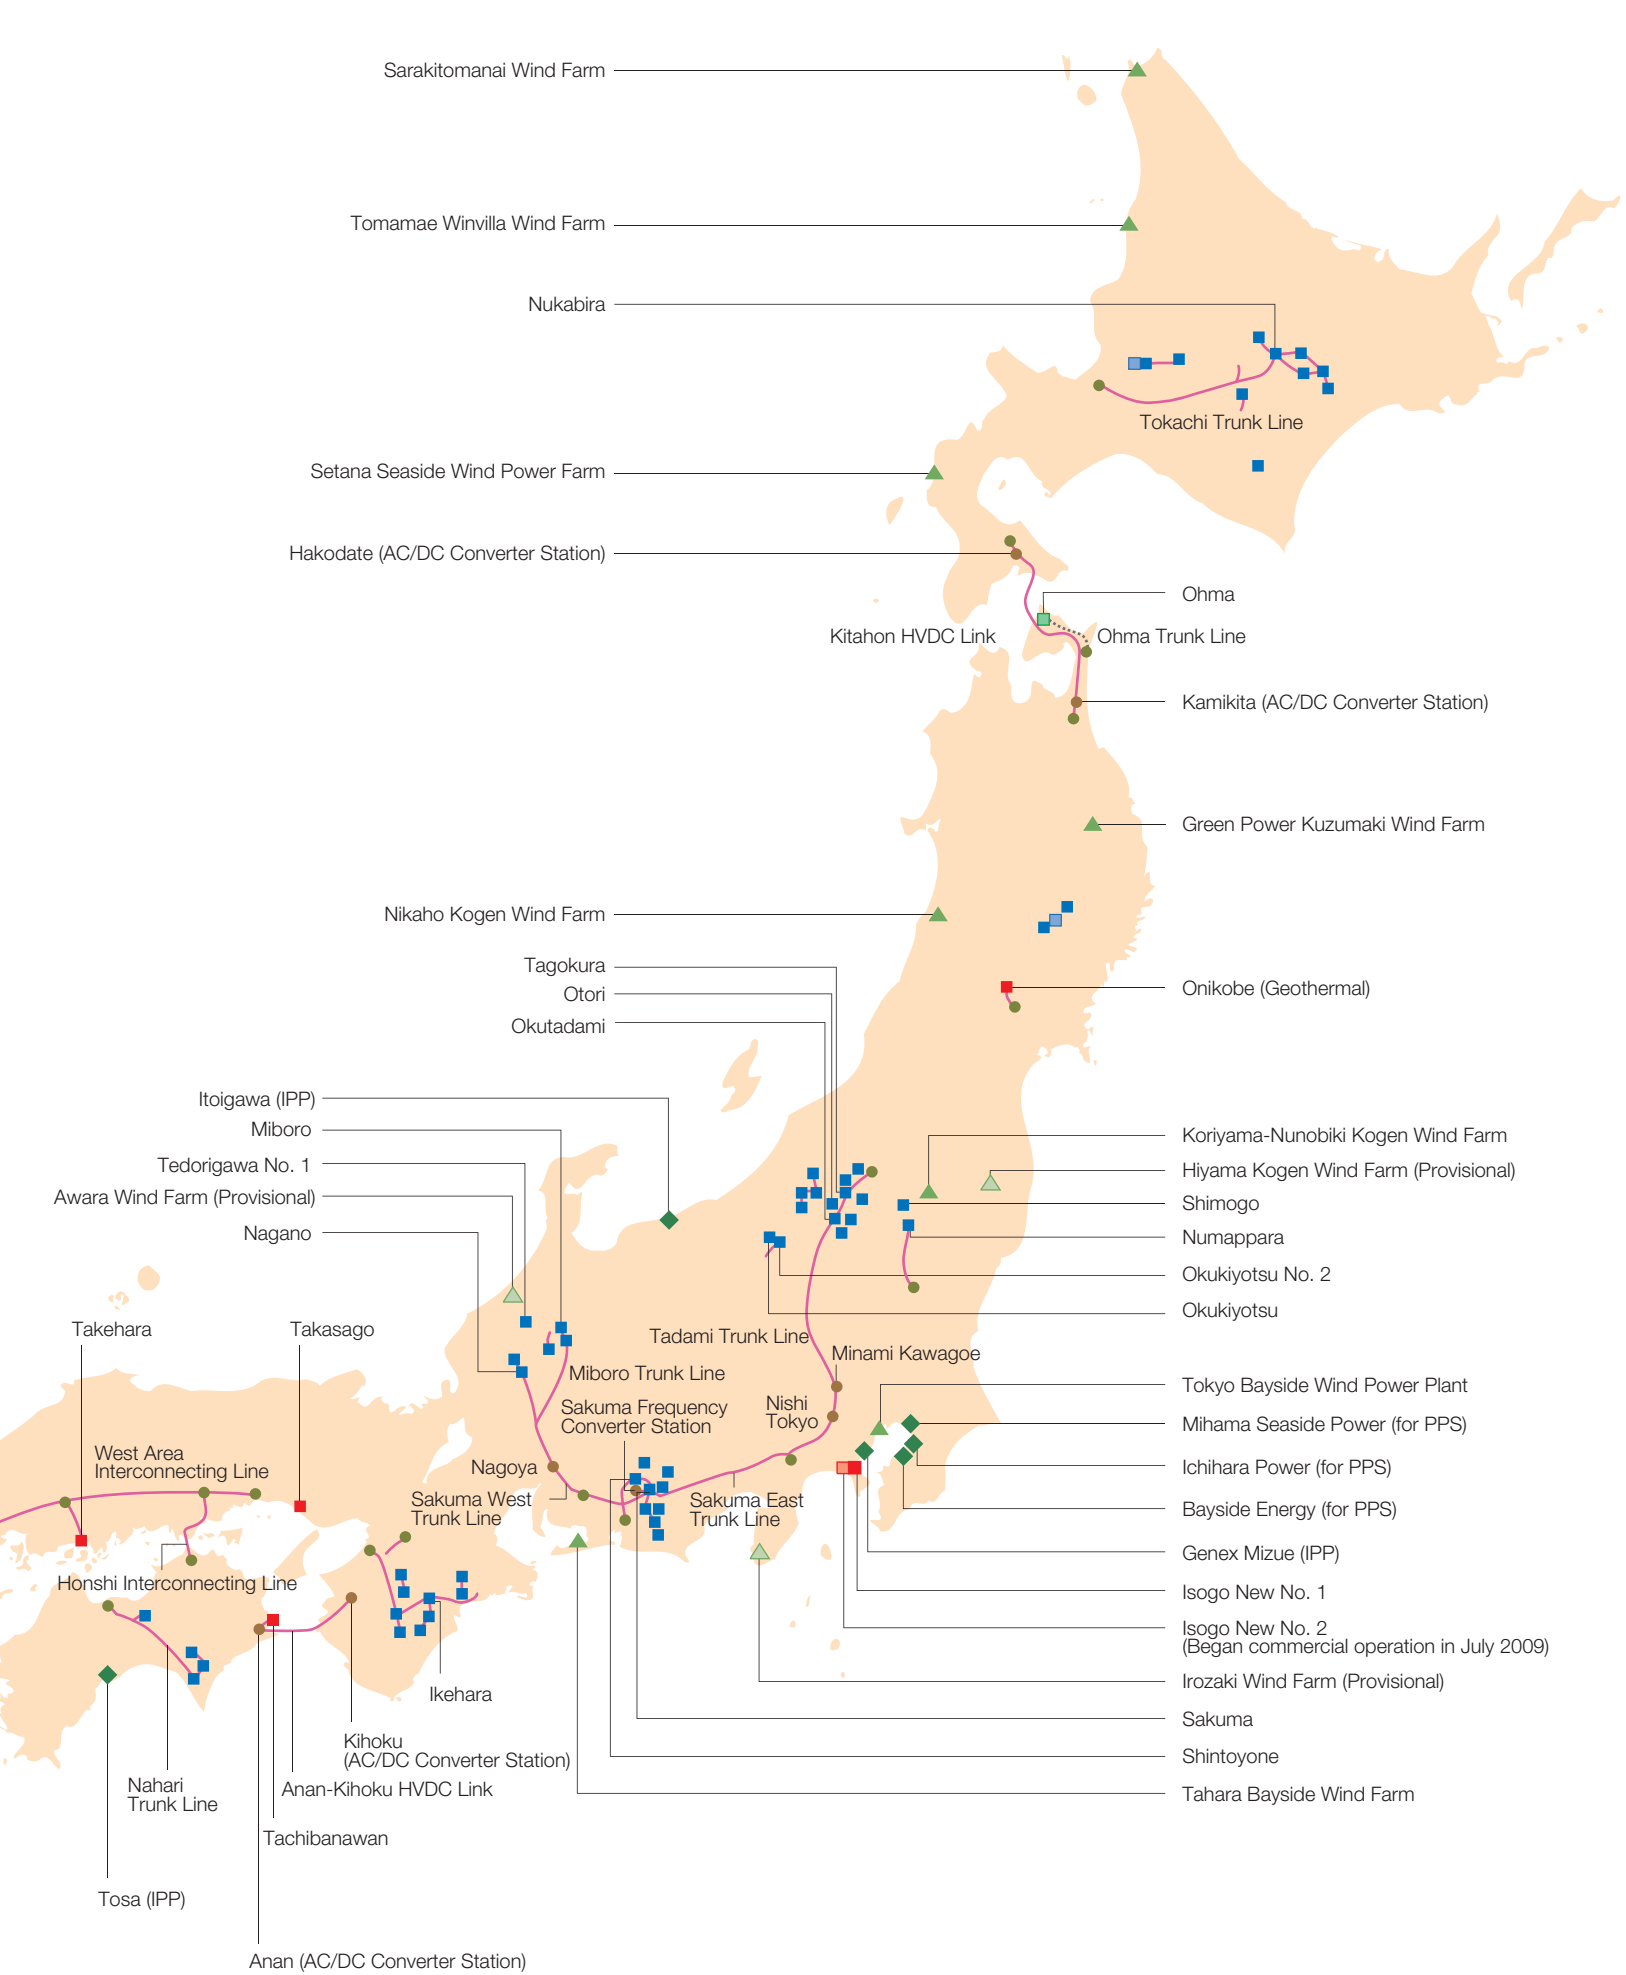 Sarakitomanai Wind Farm
Tomamae Winvilla Wind Farm
Nukabira
Tokachi Trunk Line
Setana Seaside Wind Power Farm
Hakodate (AC/DC Converter Station)
Ohma
Kitahon HVDC Link
Ohma Trunk Line
Kamikita (AC/DC Converter Station)
Green Power Kuzumaki Wind Farm
Nikaho Kogen Wind Farm
Tagokura
Otori
Okutadami
Onikobe (Geothermal)
Itoigawa (IPP)
Miboro
Tedorigawa No. 1
Awara Wind Farm (Provisional)
Nagano
Koriyama-Nunobiki Kogen Wind Farm
Hiyama Kogen Wind Farm (Provisional)
Shimogo
Numappara
Okukiyotsu No. 2
Okukiyotsu
Takehara
Takasago
Tadami Trunk Line
Minami Kawagoe
Miboro Trunk Line
Nishi
Tokyo
Sakuma Frequency
Converter Station
Tokyo Bayside Wind Power Plant
Mihama Seaside Power (for PPS)
Ichihara Power (for PPS)
Bayside Energy (for PPS)
West Area
Interconnecting Line
Nagoya
Sakuma West
Trunk Line
Sakuma East
Trunk Line
Genex Mizue (IPP)
Isogo New No. 1
Isogo New No. 2
(Began commercial operation in July 2009)
Honshi Interconnecting Line
Irozaki Wind Farm (Provisional)
Ikehara
Sakuma
Kihoku
(AC/DC Converter Station)
Shintoyone
Nahari
Trunk Line
Anan-Kihoku HVDC Link
Tahara Bayside Wind Farm
Tachibanawan
Tosa (IPP)
Anan (AC/DC Converter Station)